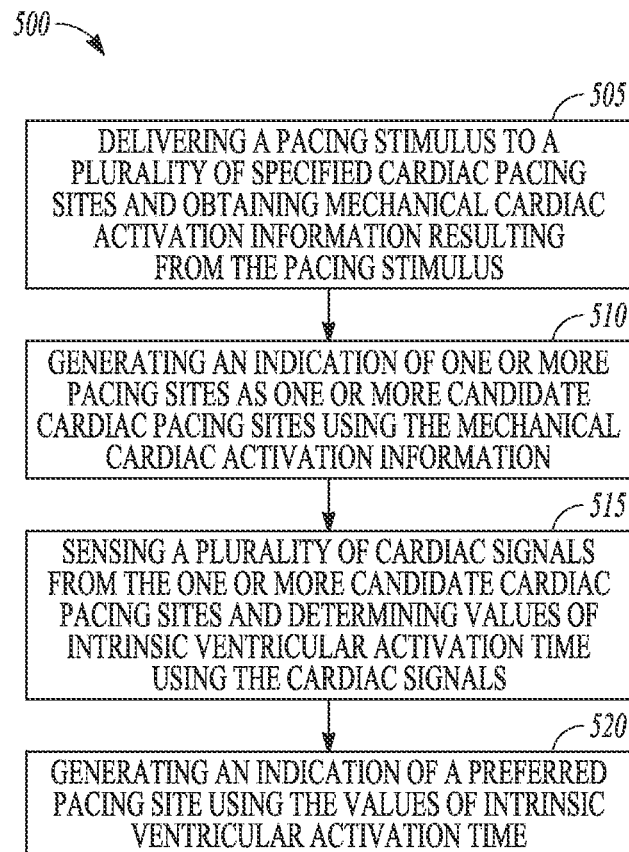 500
505
DELIVERING A PACING STIMULUS TO A
PLURALITY OF SPECIFIED CARDIAC PACING
SITES AND OBTAINING MECHANICAL CARDIAC
ACTIVATION INFORMATION RESULTING
FROM THE PACING STIMULUS
510
GENERATING AN INDICATION OF ONE OR MORE
PACING SITES AS ONE OR MORE CANDIDATE
CARDIAC PACING SITES USING THE MECHANICAL
CARDIAC ACTIVATION INFORMATION
515
SENSING A PLURALITY OF CARDIAC SIGNALS
FROM THE ONE OR MORE CANDIDATE CARDIAC
PACING SITES AND DETERMINING VALUES OF
INTRINSIC VENTRICULAR ACTIVATION TIME
USING THE CARDIAC SIGNALS
520
GENERATING AN INDICATION OF A PREFERRED
PACING SITE USING THE VALUES OF INTRINSIC
VENTRICULAR ACTIVATION TIME